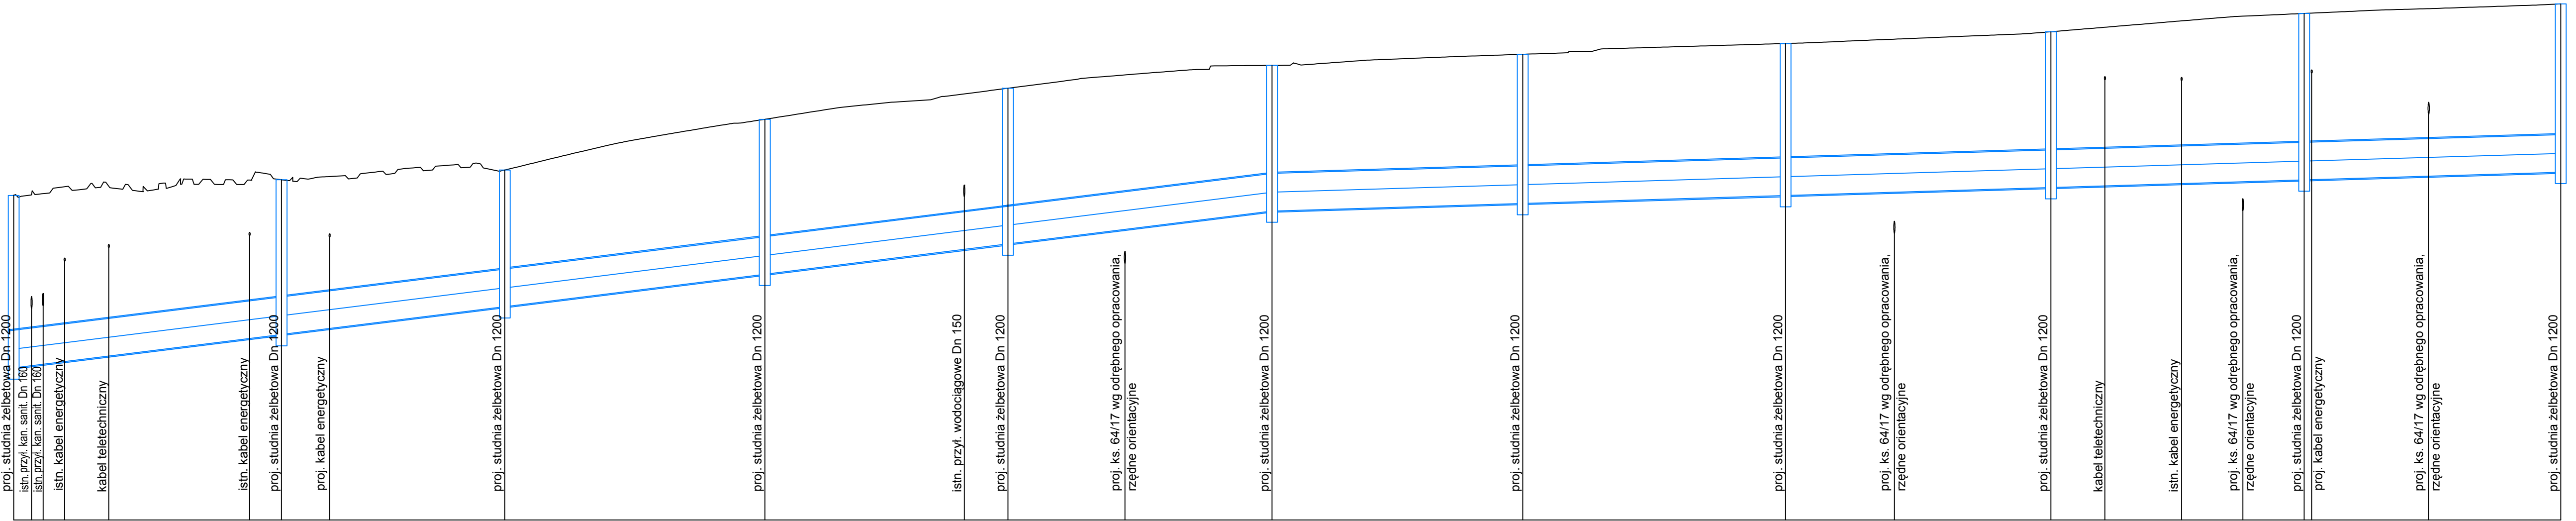 proj. studnia żelbetowa Dn 1200
istn. przył. kan. sanit. Dn 160
istn. przył. kan. sanit. Dn 160
istn. kabel energetyczny
kabel teletechniczny
istn. kabel energetyczny
proj. studnia żelbetowa Dn 1200
proj. kabel energetyczny
proj. studnia żelbetowa Dn 1200
proj. studnia żelbetowa Dn 1200
istn. przył. wodociągowe Dn 150
proj. studnia żelbetowa Dn 1200
proj. ks. 64/17 wg odrębnego opracowania,
rzędne orientacyjne
proj. studnia żelbetowa Dn 1200
proj. studnia żelbetowa Dn 1200
proj. studnia żelbetowa Dn 1200
proj. ks. 64/17 wg odrębnego opracowania,
rzędne orientacyjne
proj. studnia żelbetowa Dn 1200
kabel teletechniczny
istn. kabel energetyczny
proj. ks. 64/17 wg odrębnego opracowania,
rzędne orientacyjne
proj. studnia żelbetowa Dn 1200
proj. kabel energetyczny
proj. ks. 64/17 wg odrębnego opracowania,
rzędne orientacyjne
proj. studnia żelbetowa Dn 1200